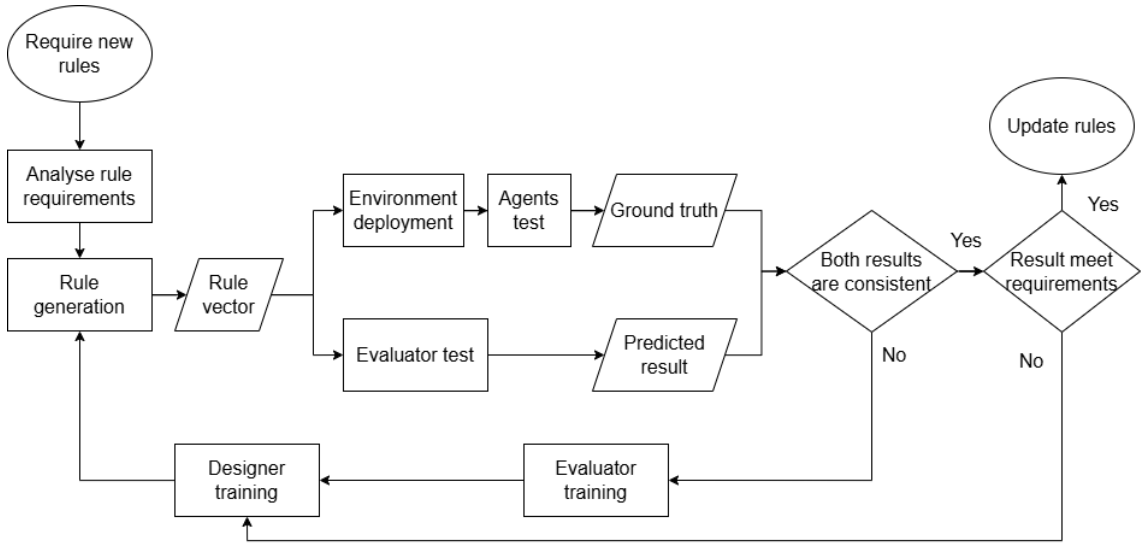 Require new
rules
Analyse rule
requirements
Rule
generation
Rule
vector
Environment
deployment
Agents
test
Ground truth
Evaluator test
Predicted
result
Both results
are consistent
Yes
No
Result meet
requirements
Yes
No
Update rules
Evaluator
training
Designer
training